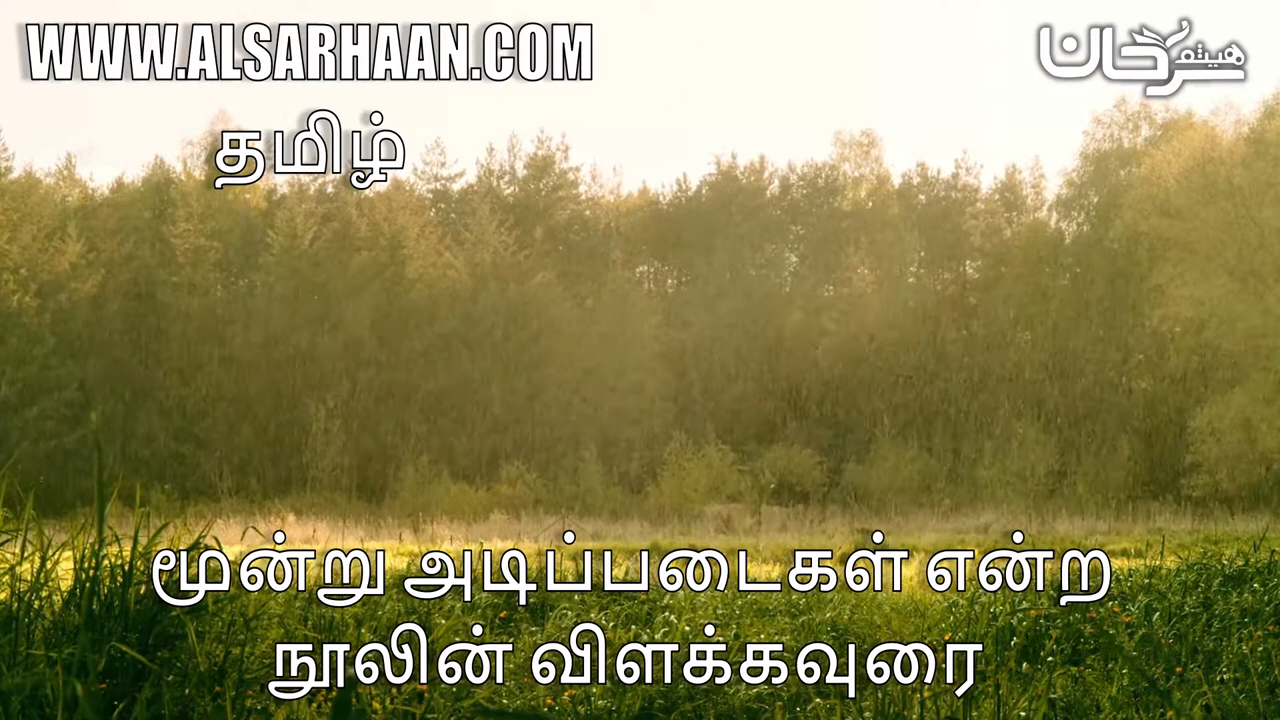 WWW.ALSARHAAN.COM
هيثم سرحان
தமிழ்
மூன்று அடிப்படைகள் என்ற
நூலின் விளக்கவுரை